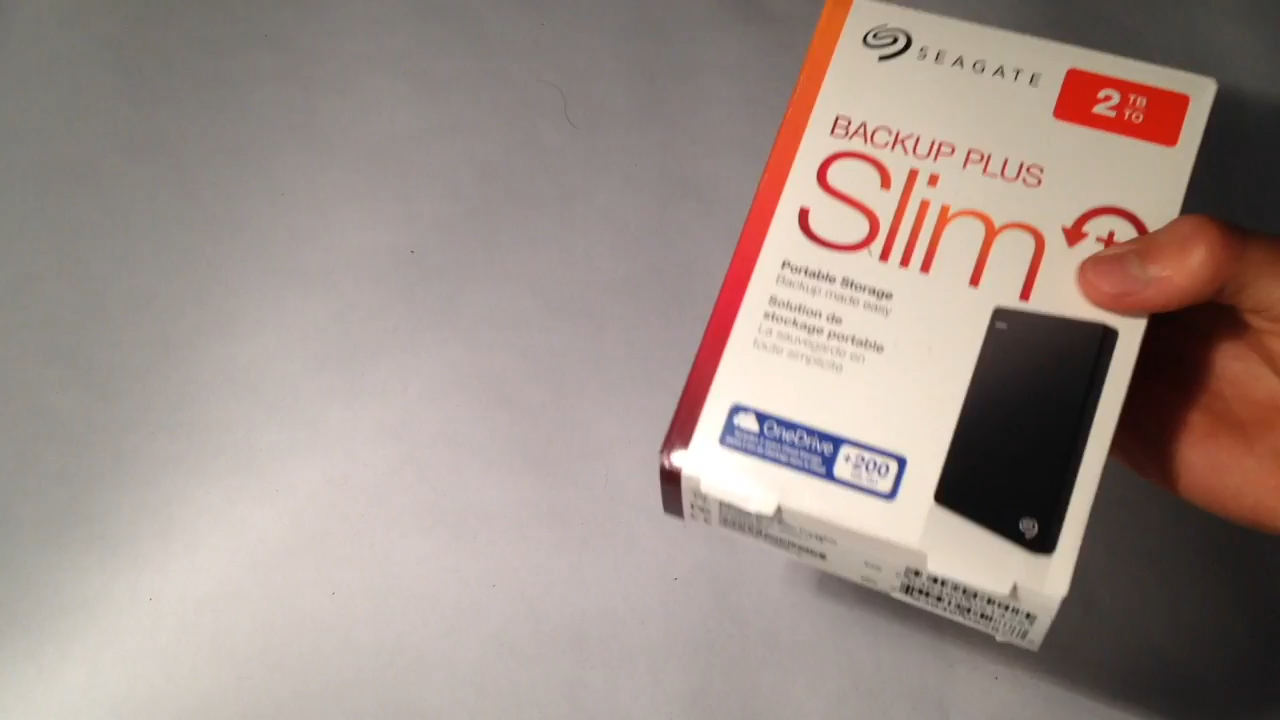 SEAGATE
2 TB
TO
BACKUP PLUS
Slim
Portable Storage
Backup made easy
Solution de
stockage portable
La sauvegarde en
toute simplicité
OneDrive
+200